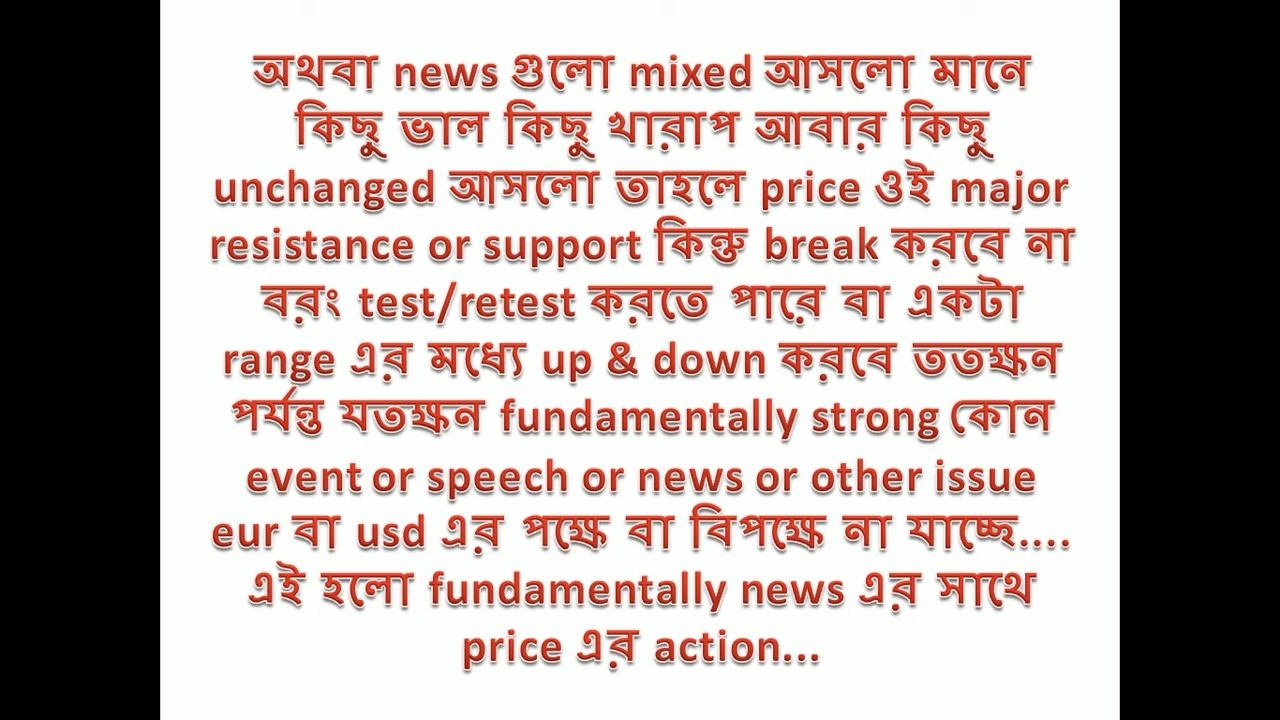 অথবা news গুলো mixed আসলো মানে
কিছু ভাল কিছু খারাপ আবার কিছু
unchanged আসলো তাহলে price ওই major
resistance or support কিন্তু break করবে না
বরং test/retest করতে পারে বা একটা
range এর মধ্যে up & down করবে ততক্ষন
পর্যন্ত যতক্ষন fundamentally strong কোন
event or speech or news or other issue
eur বা usd এর পক্ষে বা বিপক্ষে না যাচ্ছে....
এই হলো fundamentally news এর সাথে
price এর action...